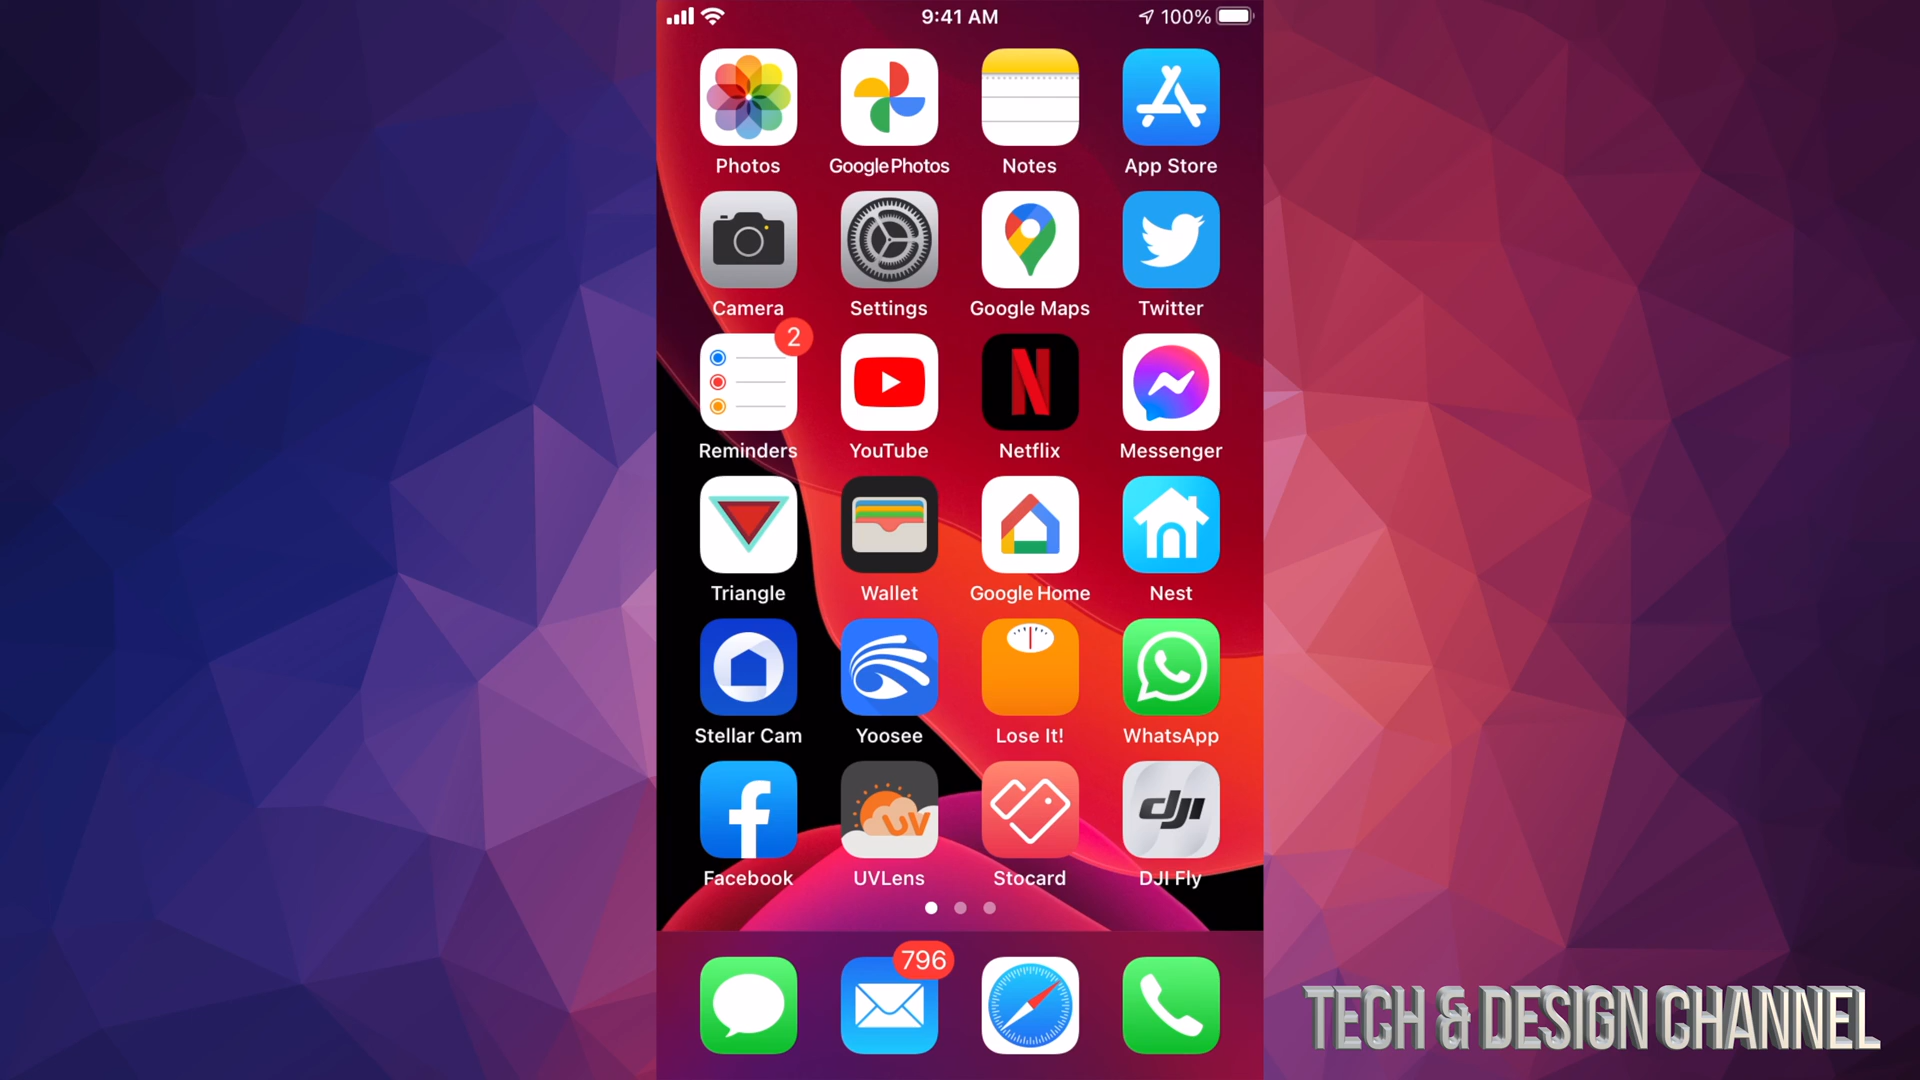 9:41 AM 100%
Photos Google Photos Notes App Store
Camera Settings Google Maps Twitter
2
N
Reminders YouTube Netflix Messenger
Triangle Wallet Google Home Nest
Stellar Cam Yoosee Lose It! WhatsApp
f UV dji
Facebook UVLens Stocard DJI Fly
796
TECH & DESIGN CHANNEL